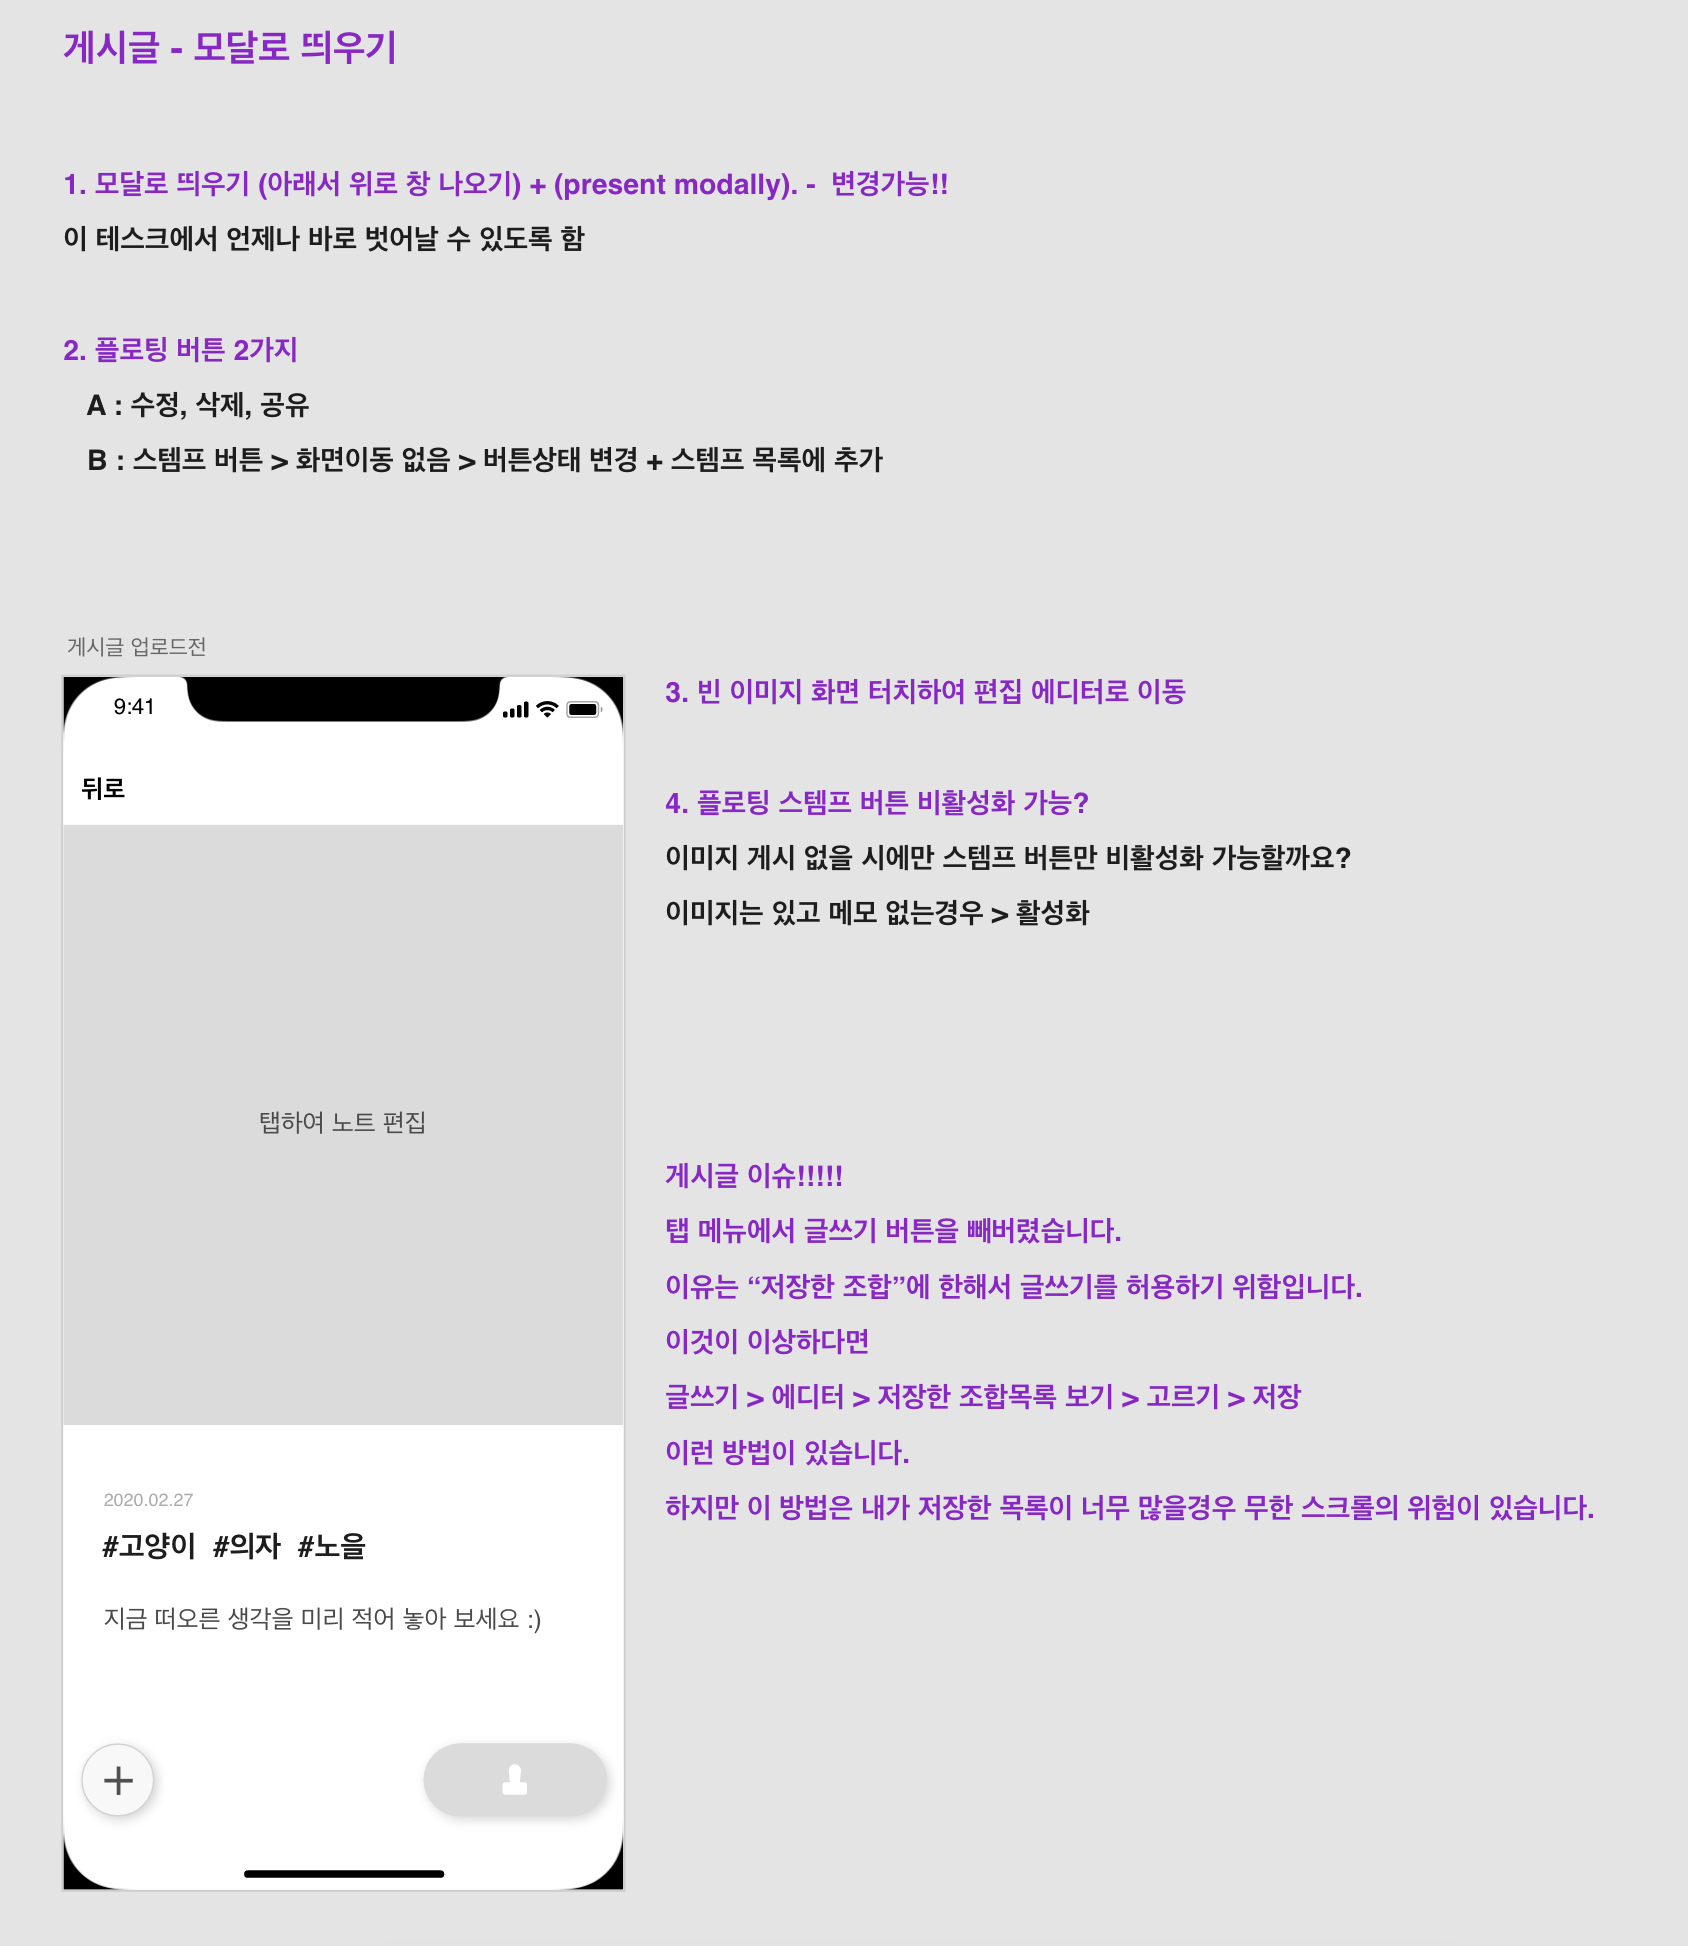 게시글 - 모달로 띄우기
1. 모달로 띄우기 (아래서 위로 창 나오기) + (present modally). -  변경가능!!
이 테스크에서 언제나 바로 벗어날 수 있도록 함
2. 플로팅 버튼 2가지
A : 수정, 삭제, 공유
B : 스템프 버튼 > 화면이동 없음 > 버튼상태 변경 + 스템프 목록에 추가
게시글 업로드전
9:41
뒤로
탭하여 노트 편집
2020.02.27
#고양이  #의자  #노을
지금 떠오른 생각을 미리 적어 놓아 보세요 :)
3. 빈 이미지 화면 터치하여 편집 에디터로 이동
4. 플로팅 스템프 버튼 비활성화 가능?
이미지 게시 없을 시에만 스템프 버튼만 비활성화 가능할까요?
이미지는 있고 메모 없는경우 > 활성화
게시글 이슈!!!!!
탭 메뉴에서 글쓰기 버튼을 빼버렸습니다.
이유는 “저장한 조합”에 한해서 글쓰기를 허용하기 위함입니다.
이것이 이상하다면
글쓰기 > 에디터 > 저장한 조합목록 보기 > 고르기 > 저장
이런 방법이 있습니다.
하지만 이 방법은 내가 저장한 목록이 너무 많을경우 무한 스크롤의 위험이 있습니다.